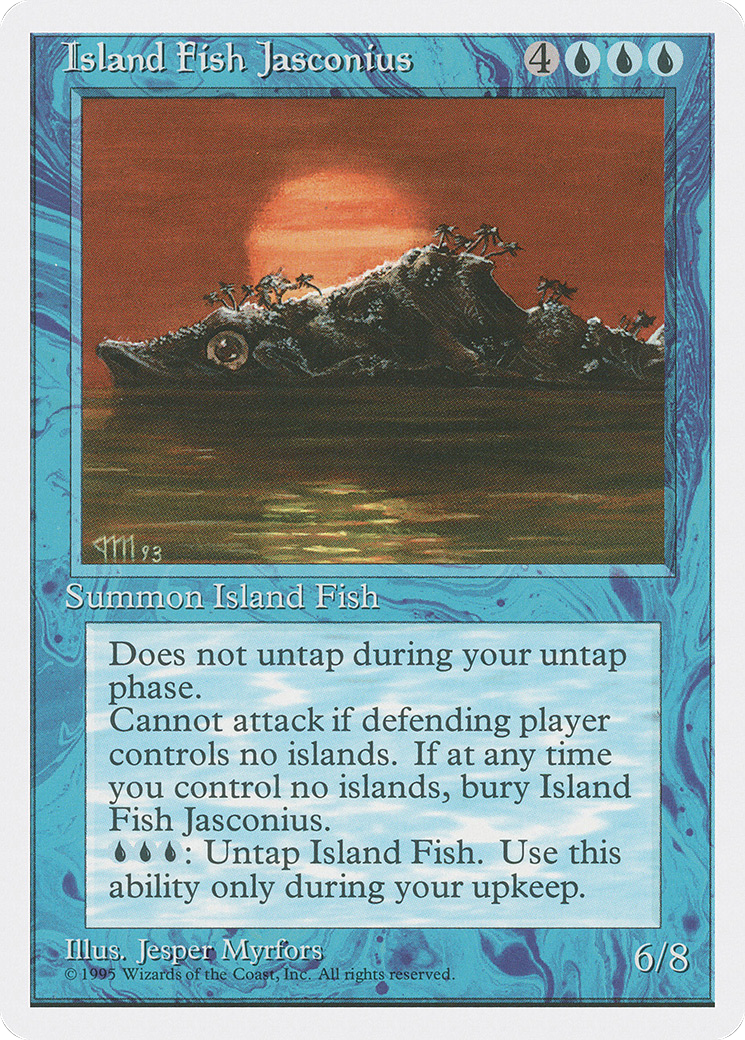 Island Fish Jasconius 4
JM 93
Summon Island Fish
Does not untap during your untap
phase.
Cannot attack if defending player
controls no islands. If at any time
you control no islands, bury Island
Fish Jasconius.
: Untap Island Fish. Use this
ability only during your upkeep.
Illus. Jesper Myrfors
© 1995 Wizards of the Coast, Inc. All rights reserved.
6/8